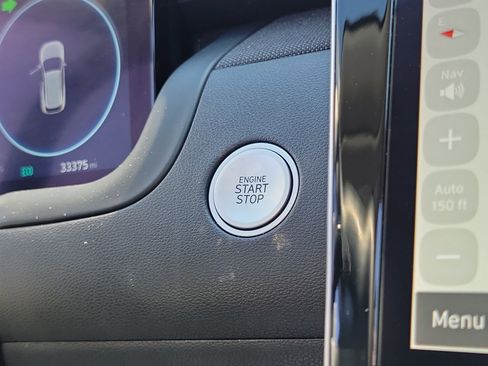 ECO
33375 mi
ENGINE
START
STOP
E
Nav
+
Auto
150 ft
−
Menu